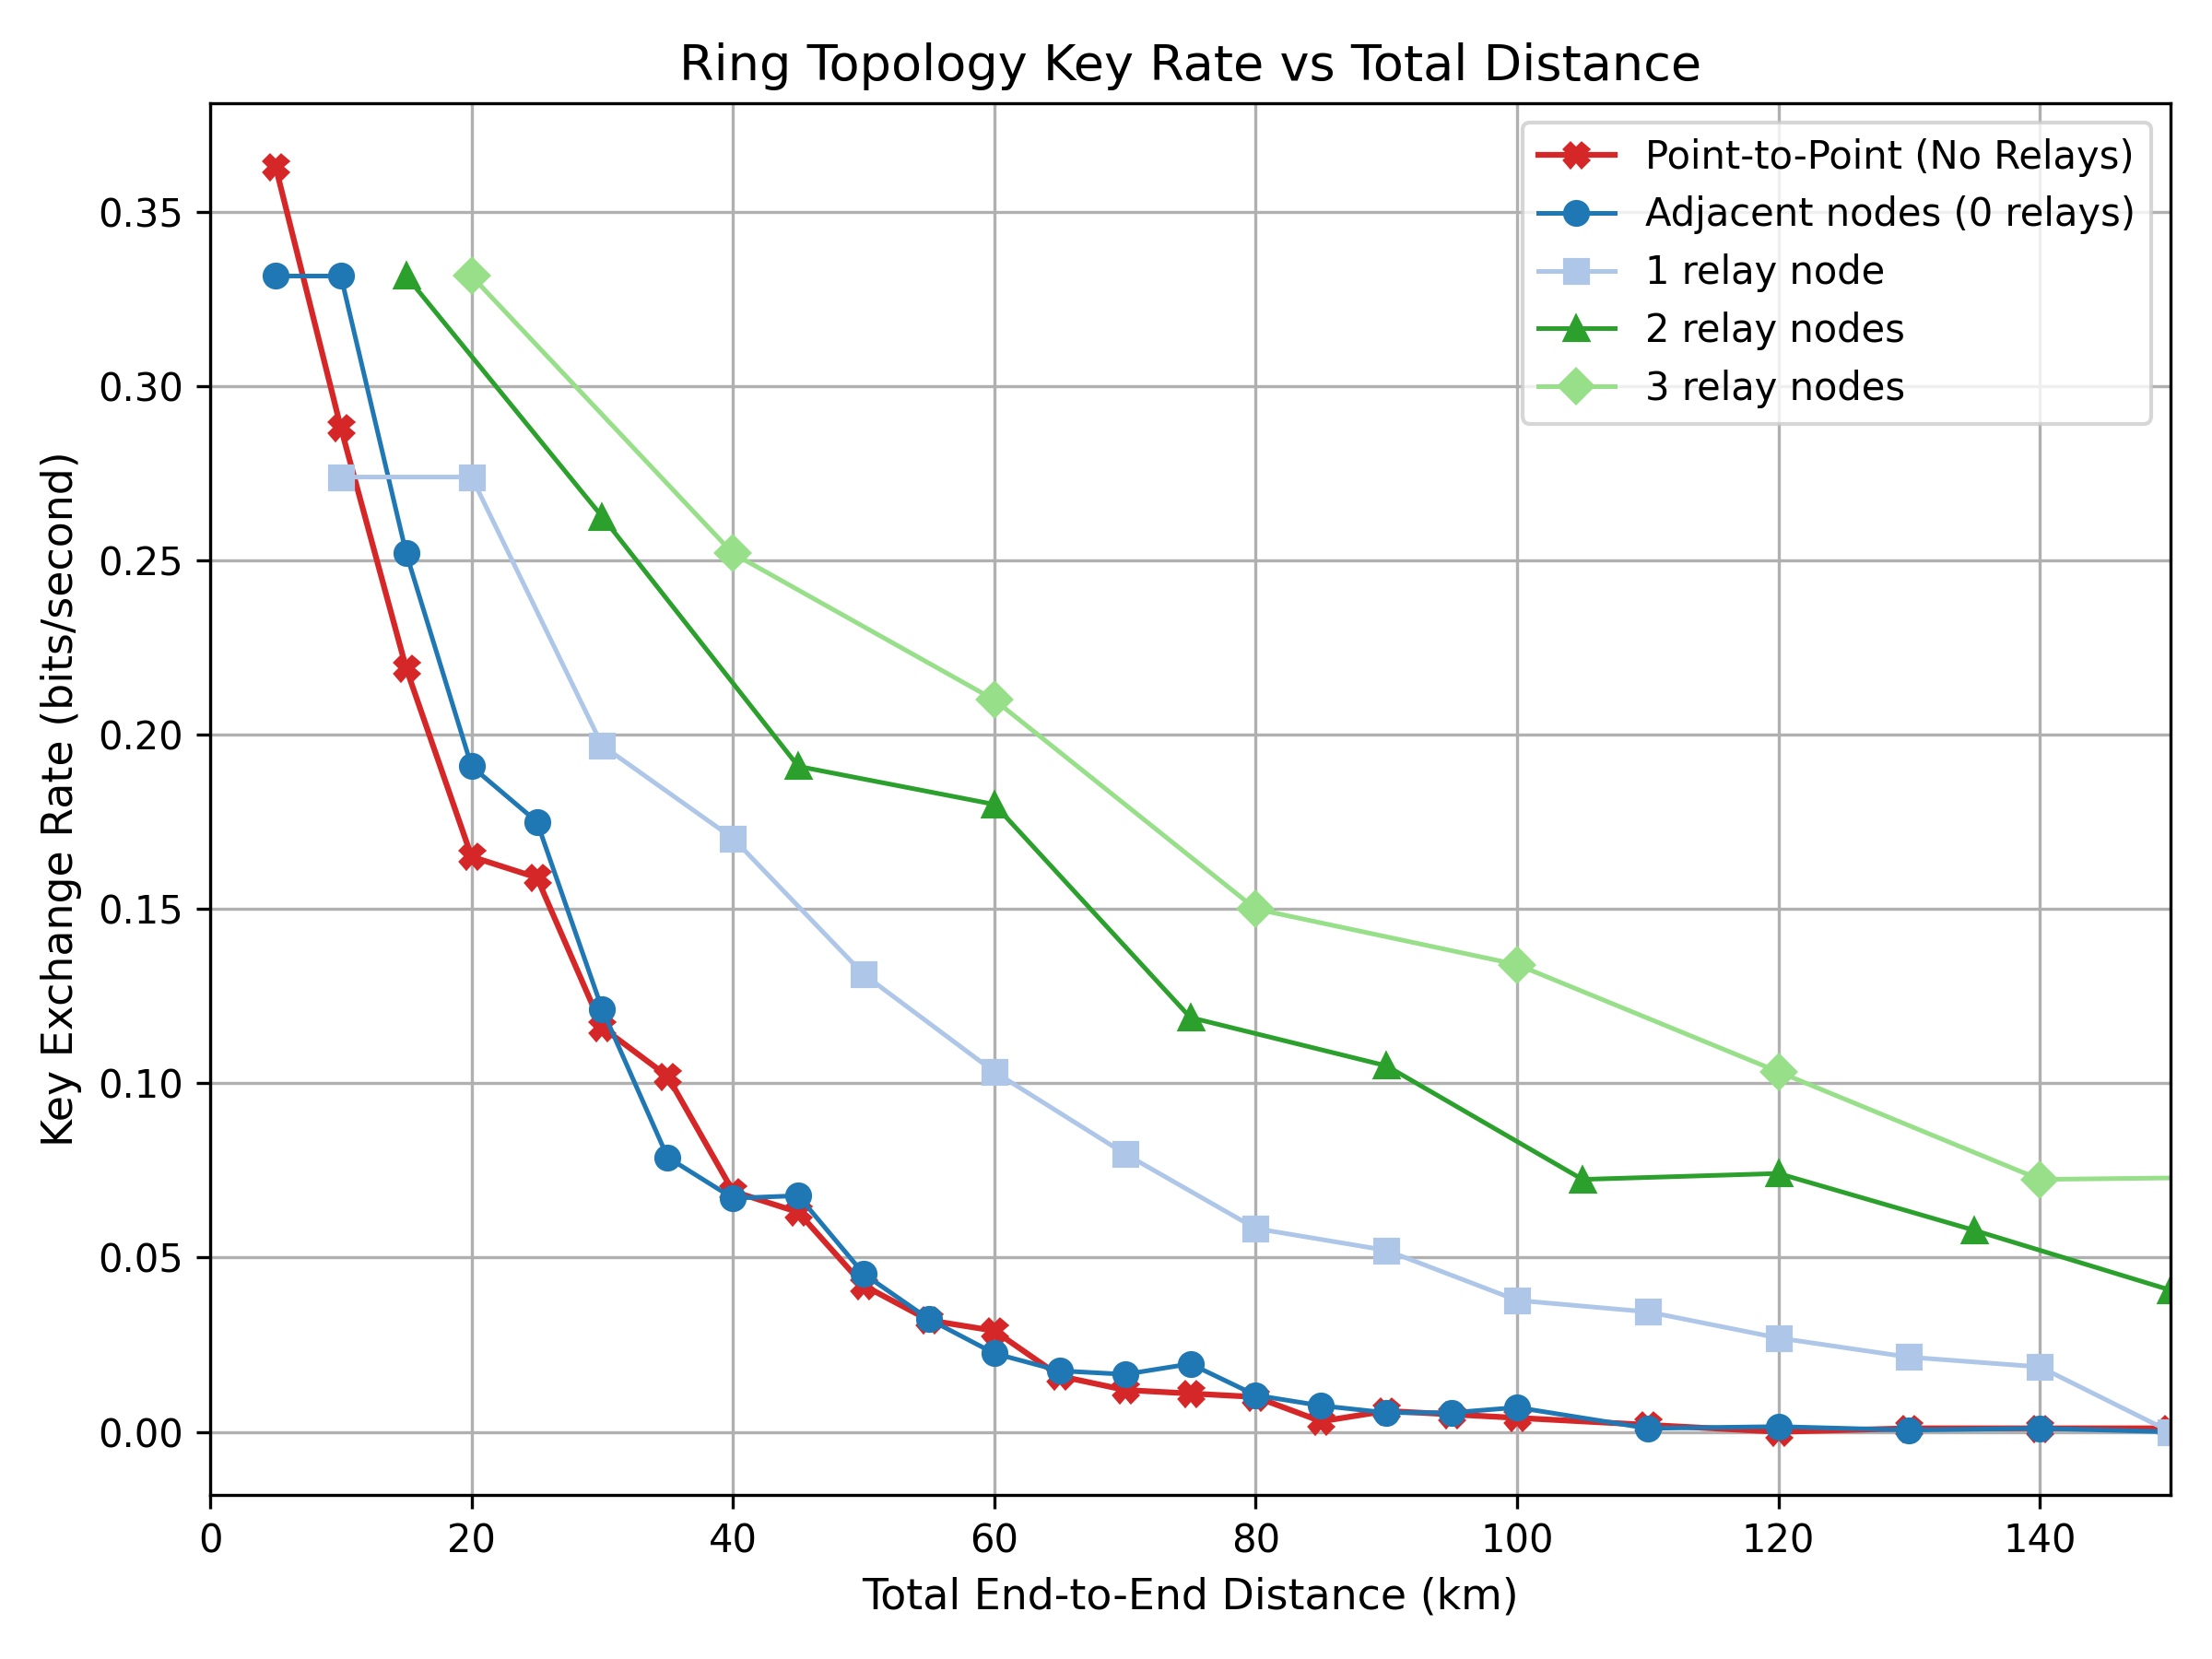 Ring Topology Key Rate vs Total Distance
Key Exchange Rate (bits/second)
0.35
0.30
0.25
0.20
0.15
0.10
0.05
0.00
Point-to-Point (No Relays)
Adjacent nodes (0 relays)
1 relay node
2 relay nodes
3 relay nodes
0 20 40 60 80 100 120 140
Total End-to-End Distance (km)